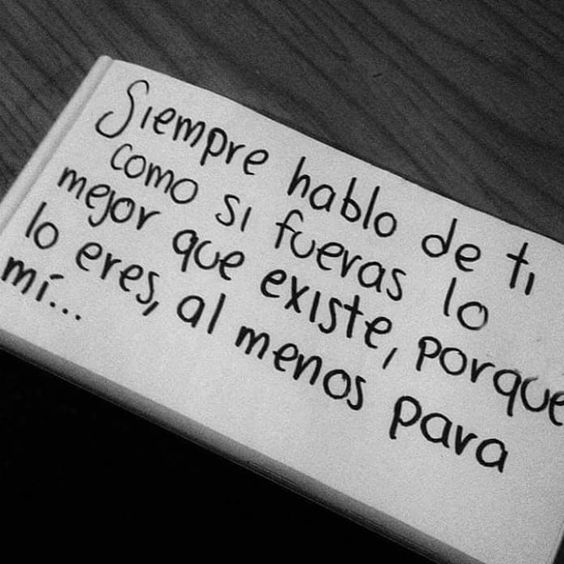 Siempre hablo de ti
como si fueras lo
mejor que existe, porque
lo eres, al menos para
mí...